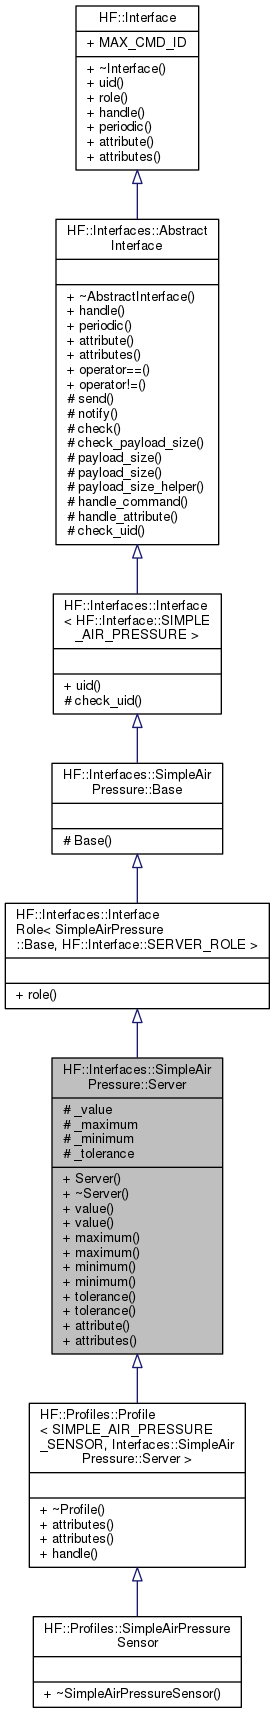 HF::Interface
+ MAX_CMD_ID
+ ~Interface()
+ uid()
+ role()
+ handle()
+ periodic()
+ attribute()
+ attributes()
HF::Interfaces::Abstract
Interface
+ ~AbstractInterface()
+ handle()
+ periodic()
+ attribute()
+ attributes()
+ operator==()
+ operator!=()
# send()
# notify()
# check()
# check_payload_size()
# payload_size()
# payload_size()
# payload_size_helper()
# handle_command()
# handle_attribute()
# check_uid()
HF::Interfaces::Interface
< HF::Interface::SIMPLE
_AIR_PRESSURE >
+ uid()
# check_uid()
HF::Interfaces::SimpleAir
Pressure::Base
# Base()
HF::Interfaces::Interface
Role< SimpleAirPressure
::Base, HF::Interface::SERVER_ROLE >
+ role()
HF::Interfaces::SimpleAir
Pressure::Server
# _value
# _maximum
# _minimum
# _tolerance
+ Server()
+ ~Server()
+ value()
+ value()
+ maximum()
+ maximum()
+ minimum()
+ minimum()
+ tolerance()
+ tolerance()
+ attribute()
+ attributes()
HF::Profiles::Profile
< SIMPLE_AIR_PRESSURE
_SENSOR, Interfaces::SimpleAir
Pressure::Server >
+ ~Profile()
+ attributes()
+ attributes()
+ handle()
HF::Profiles::SimpleAirPressure
Sensor
+ ~SimpleAirPressureSensor()